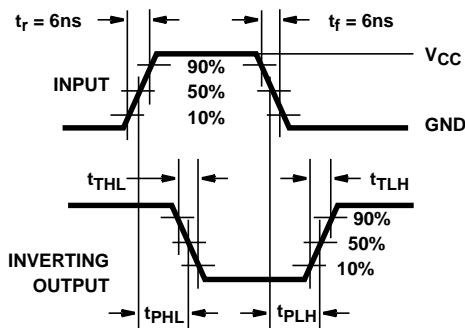 tr = 6ns
tf = 6ns
VCC
90%
INPUT
50%
10%
GND
tTHL
tTLH
90%
50%
INVERTING
OUTPUT
10%
tPHL
tPLH